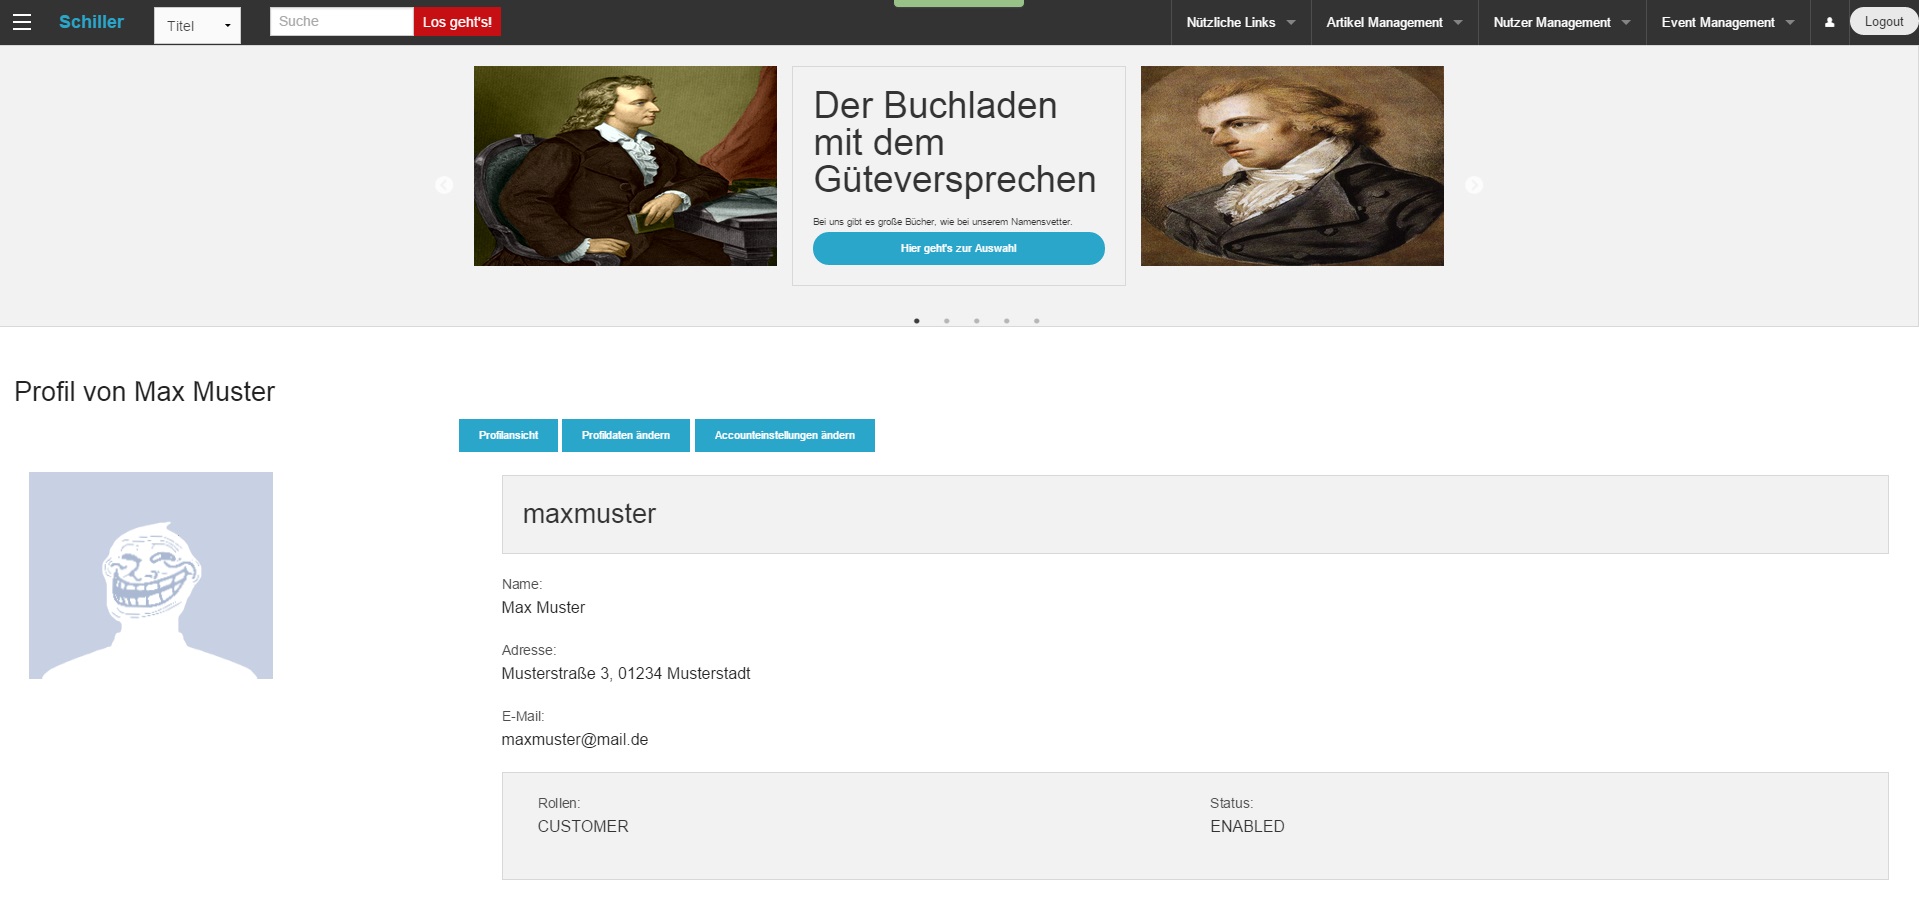 Schiller
Titel
Suche
Los geht's!
Nützliche Links
Artikel Management
Nutzer Management
Event Management
Logout
Der Buchladen
mit dem
Güteversprechen
Bei uns gibt es große Bücher, wie bei unserem Namensvetter.
Hier geht's zur Auswahl
Profil von Max Muster
Profilansicht
Profildaten ändern
Accounteinstellungen ändern
maxmuster
Name:
Max Muster
Adresse:
Musterstraße 3, 01234 Musterstadt
E-Mail:
maxmuster@mail.de
Rollen:
CUSTOMER
Status:
ENABLED